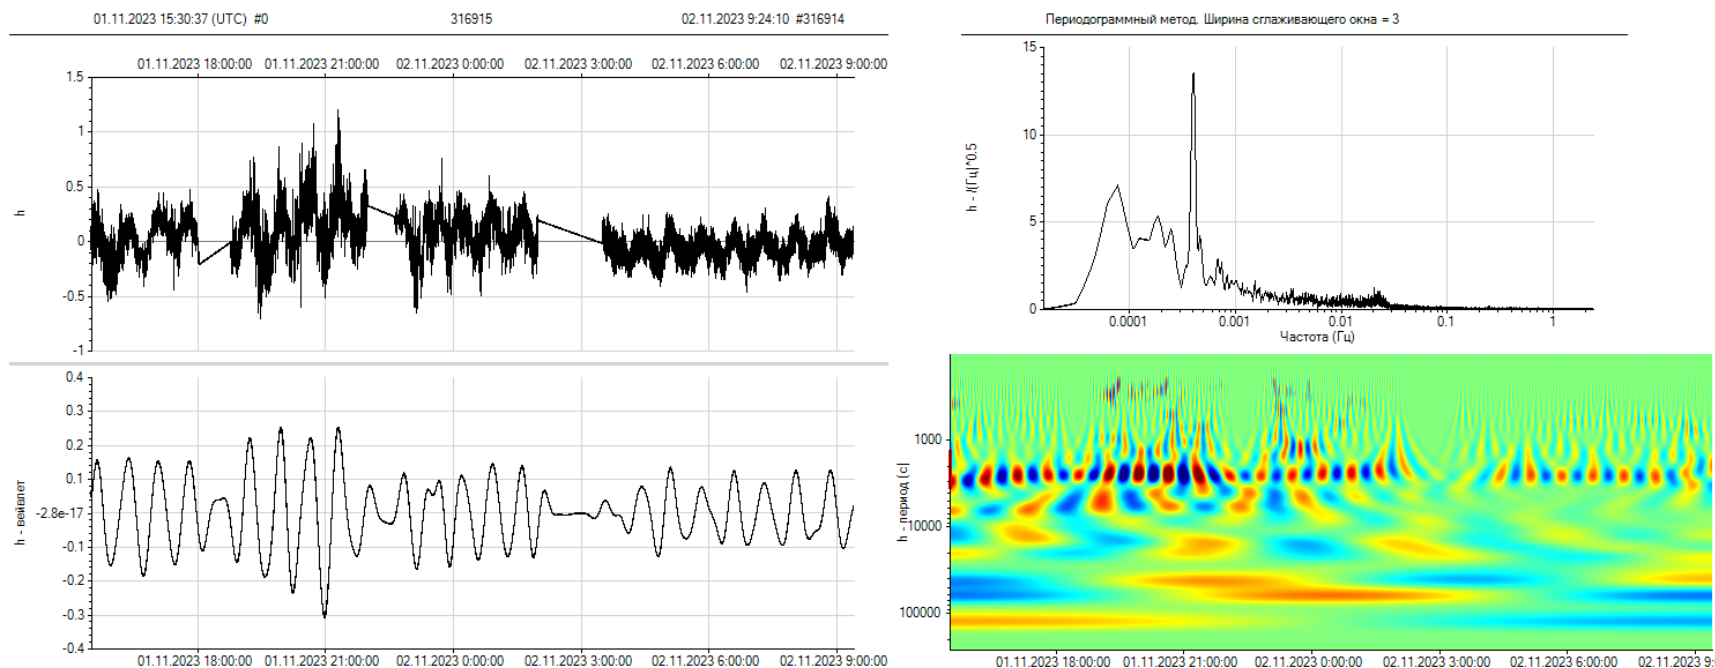 01.11.2023 15:30:37 (UTC) #0 316915 02.11.2023 9:24:10 #316914
01.11.2023 18:00:00 01.11.2023 21:00:00 02.11.2023 0:00:00 02.11.2023 3:00:00 02.11.2023 6:00:00 02.11.2023 9:00:00
1.5
1
0.5
0
-0.5
-1
h
0.4
0.3
0.2
0.1
-2.8e-17
-0.1
-0.2
-0.3
-0.4
h - вейвлет
01.11.2023 18:00:00 01.11.2023 21:00:00 02.11.2023 0:00:00 02.11.2023 3:00:00 02.11.2023 6:00:00 02.11.2023 9:00:00
Периодограммный метод. Ширина сглаживающего окна = 3
15
10
5
0
h - /(Гц)^0.5
0.0001 0.001 0.01 0.1 1
Частота (Гц)
1000
10000
100000
h - период (с)
01.11.2023 18:00:00 01.11.2023 21:00:00 02.11.2023 0:00:00 02.11.2023 3:00:00 02.11.2023 6:00:00 02.11.2023 9: